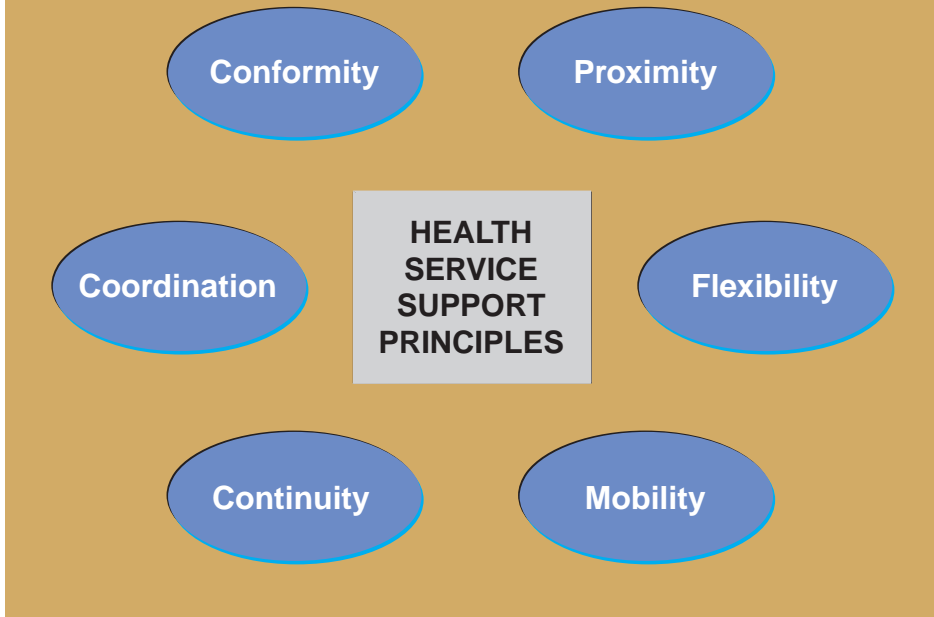 Conformity
Proximity
HEALTH
SERVICE
SUPPORT
PRINCIPLES
Coordination
Flexibility
Continuity
Mobility